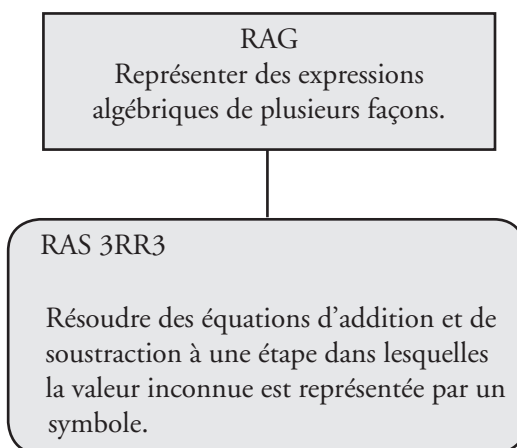 RAG
Représenter des expressions
algébriques de plusieurs façons.
RAS 3RR3
Résoudre des équations d’addition et de
soustraction à une étape dans lesquelles
la valeur inconnue est représentée par un
symbole.